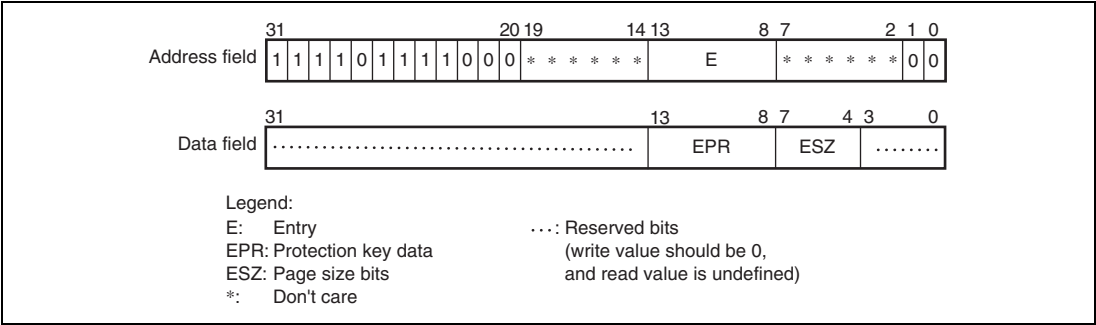 31 20 19 14 13 8 7 2 1 0
Address field 1 1 1 1 0 1 1 1 1 0 0 0 * * * * * * E * * * * * * 0 0
31 13 8 7 4 3 0
Data field ............................................ EPR ESZ ........
Legend:
E: Entry
EPR: Protection key data
ESZ: Page size bits
*: Don't care
...: Reserved bits
(write value should be 0,
and read value is undefined)